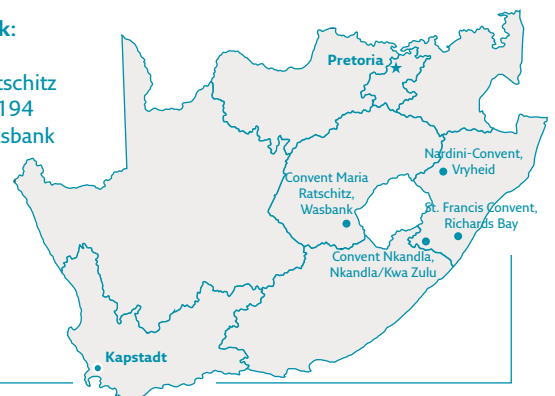 k:
tschitz
194
sbank
Pretoria
Nardini-Convent,
Vryheid
Convent Maria
Ratschitz,
Wasbank
St. Francis Convent,
Richards Bay
Convent Nkandla,
Nkandla/Kwa Zulu
Kapstadt